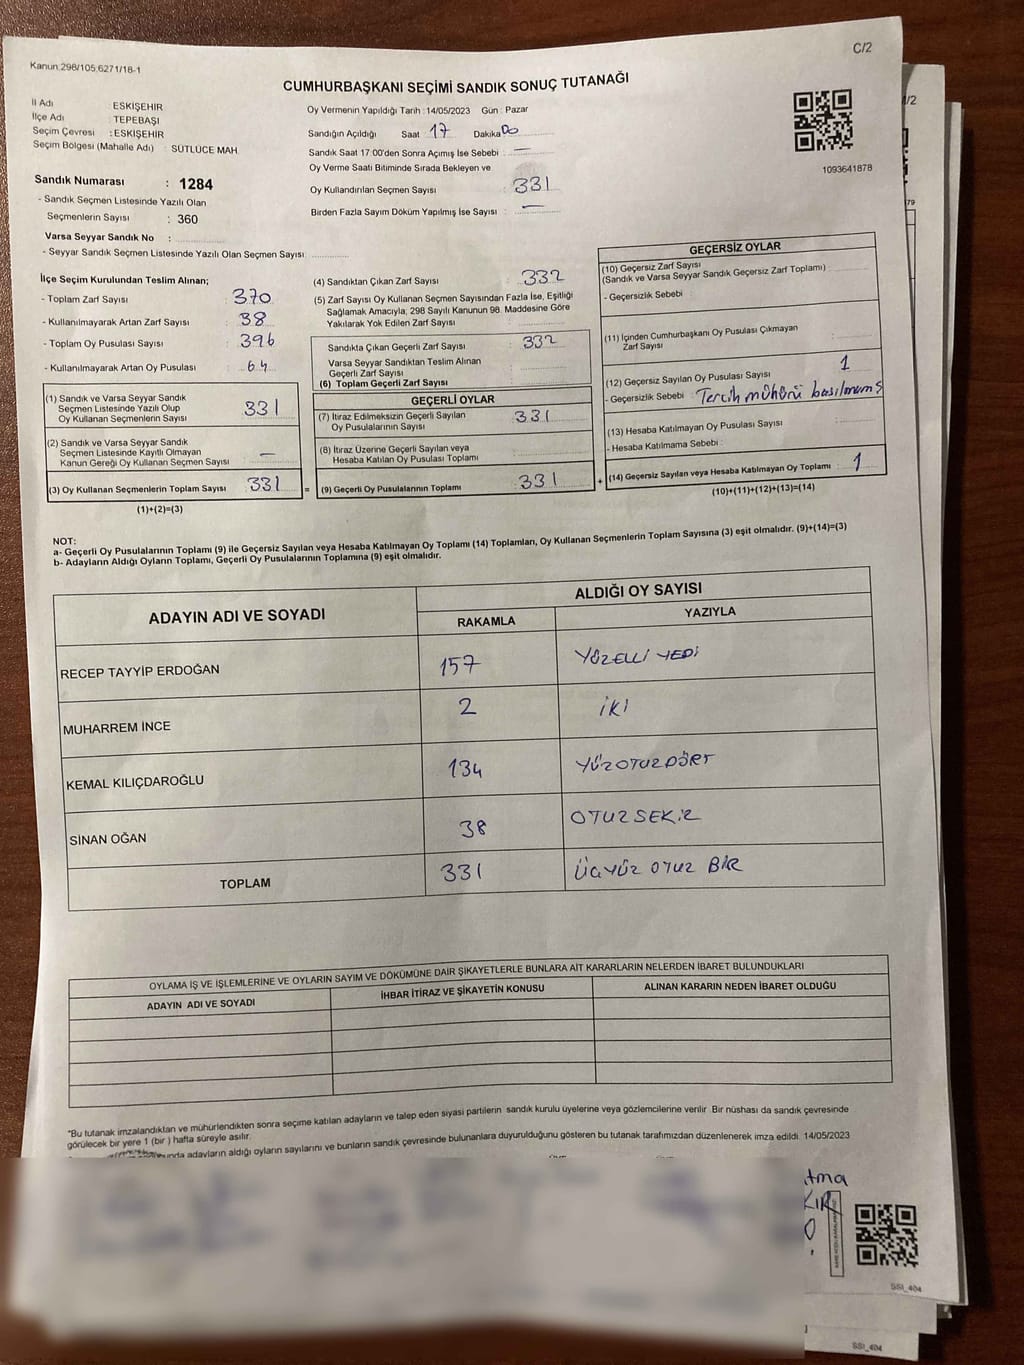 C/2
Kanun:298/105,6271/18-1
CUMHURBAŞKANI SEÇİMİ SANDIK SONUÇ TUTANAĞI
İl Adı : ESKİŞEHİR
İlçe Adı : TEPEBAŞI
Seçim Çevresi : ESKİŞEHİR
Seçim Bölgesi (Mahalle Adı) : SÜTLÜCE MAH.
Oy Vermenin Yapıldığı Tarih : 14/05/2023 Gün : Pazar
Sandığın Açıldığı Saat 17 Dakika 00
Sandık Saat 17:00'den Sonra Açımış İse Sebebi : —
Oy Verme Saati Bitiminde Sırada Bekleyen ve
Oy Kullandırılan Seçmen Sayısı : 331
Birden Fazla Sayım Döküm Yapılmış İse Sayısı : —
1093641878
Sandık Numarası : 1284
- Sandık Seçmen Listesinde Yazılı Olan
Seçmenlerin Sayısı : 360
Varsa Seyyar Sandık No :
- Seyyar Sandık Seçmen Listesinde Yazılı Olan Seçmen Sayısı :
İlçe Seçim Kurulundan Teslim Alınan;
- Toplam Zarf Sayısı : 370
- Kullanılmayarak Artan Zarf Sayısı : 38
- Toplam Oy Pusulası Sayısı : 396
- Kullanılmayarak Artan Oy Pusulası : 64
(1) Sandık ve Varsa Seyyar Sandık
Seçmen Listesinde Yazılı Olup
Oy Kullanan Seçmenlerin Sayısı : 331
(2) Sandık ve Varsa Seyyar Sandık
Seçmen Listesinde Kayıtlı Olmayan
Kanun Gereği Oy Kullanan Seçmen Sayısı : —
(3) Oy Kullanan Seçmenlerin Toplam Sayısı : 331
(1)+(2)=(3)
(4) Sandıktan Çıkan Zarf Sayısı : 332
(5) Zarf Sayısı Oy Kullanan Seçmen Sayısından Fazla İse, Eşitliği
Sağlamak Amacıyla; 298 Sayılı Kanunun 98. Maddesine Göre
Yakılarak Yok Edilen Zarf Sayısı :
Sandıkta Çıkan Geçerli Zarf Sayısı : 332
Varsa Seyyar Sandıktan Teslim Alınan
Geçerli Zarf Sayısı :
(6) Toplam Geçerli Zarf Sayısı
GEÇERLİ OYLAR
(7) İtiraz Edilmeksizin Geçerli Sayılan
Oy Pusulalarının Sayısı : 331
(8) İtiraz Üzerine Geçerli Sayılan veya
Hesaba Katılan Oy Pusulası Toplamı :
= (9) Geçerli Oy Pusulalarının Toplamı : 331 +
GEÇERSİZ OYLAR
(10) Geçersiz Zarf Sayısı
(Sandık ve Varsa Seyyar Sandık Geçersiz Zarf Toplamı) :
- Geçersizlik Sebebi :
(11) İçinden Cumhurbaşkanı Oy Pusulası Çıkmayan
Zarf Sayısı :
(12) Geçersiz Sayılan Oy Pusulası Sayısı : 1
- Geçersizlik Sebebi : Tercih mühürü basılmamış
(13) Hesaba Katılmayan Oy Pusulası Sayısı :
- Hesaba Katılmama Sebebi :
(14) Geçersiz Sayılan veya Hesaba Katılmayan Oy Toplamı : 1
(10)+(11)+(12)+(13)=(14)
NOT:
a- Geçerli Oy Pusulalarının Toplamı (9) ile Geçersiz Sayılan veya Hesaba Katılmayan Oy Toplamı (14) Toplamları, Oy Kullanan Seçmenlerin Toplam Sayısına (3) eşit olmalıdır. (9)+(14)=(3)
b- Adayların Aldığı Oyların Toplamı, Geçerli Oy Pusulalarının Toplamına (9) eşit olmalıdır.
ADAYIN ADI VE SOYADI ALDIĞI OY SAYISI
RAKAMLA YAZIYLA
RECEP TAYYİP ERDOĞAN 157 YÜZELLİ YEDİ
MUHARREM İNCE 2 İKİ
KEMAL KILIÇDAROĞLU 134 YÜZOTUZDÖRT
SİNAN OĞAN 38 OTUZSEKİZ
TOPLAM 331 ÜÇYÜZ OTUZ BİR
OYLAMA İŞ VE İŞLEMLERİNE VE OYLARIN SAYIM VE DÖKÜMÜNE DAİR ŞİKAYETLERLE BUNLARA AİT KARARLARIN NELERDEN İBARET BULUNDUKLARI
ADAYIN ADI VE SOYADI İHBAR İTİRAZ VE ŞİKAYETİN KONUSU ALINAN KARARIN NEDEN İBARET OLDUĞU
"Bu tutanak imzalandıktan ve mühürlendikten sonra seçime katılan adayların ve talep eden siyasi partilerin sandık kurulu üyelerine veya gözlemcilerine verilir. Bir nüshası da sandık çevresinde
görülecek bir yere 1 (bir ) hafta süreyle asılır.
adayların aldığı oyların sayılarını ve bunların sandık çevresinde bulunanlara duyurulduğunu gösteren bu tutanak tarafımızdan düzenlenerek imza edildi. 14/05/2023
SSI_404
SSI_404